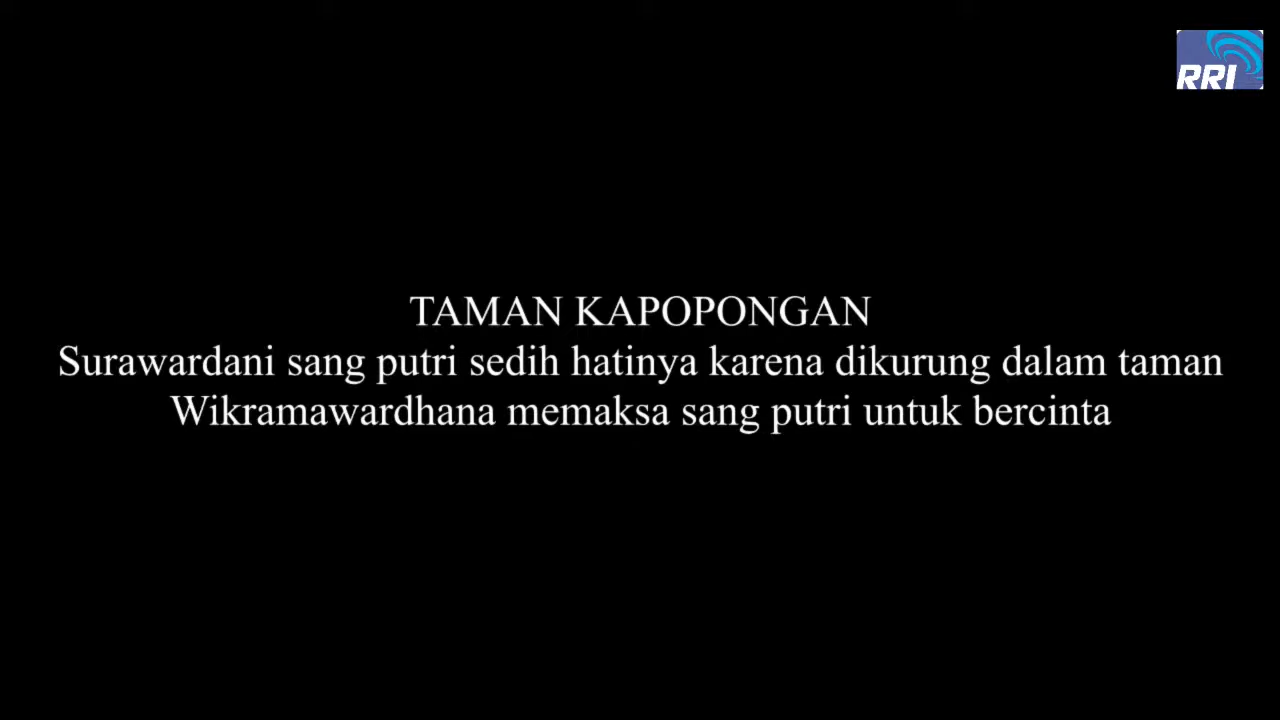 RRI
TAMAN KAPOPONGAN
Surawardani sang putri sedih hatinya karena dikurung dalam taman
Wikramawardhana memaksa sang putri untuk bercinta